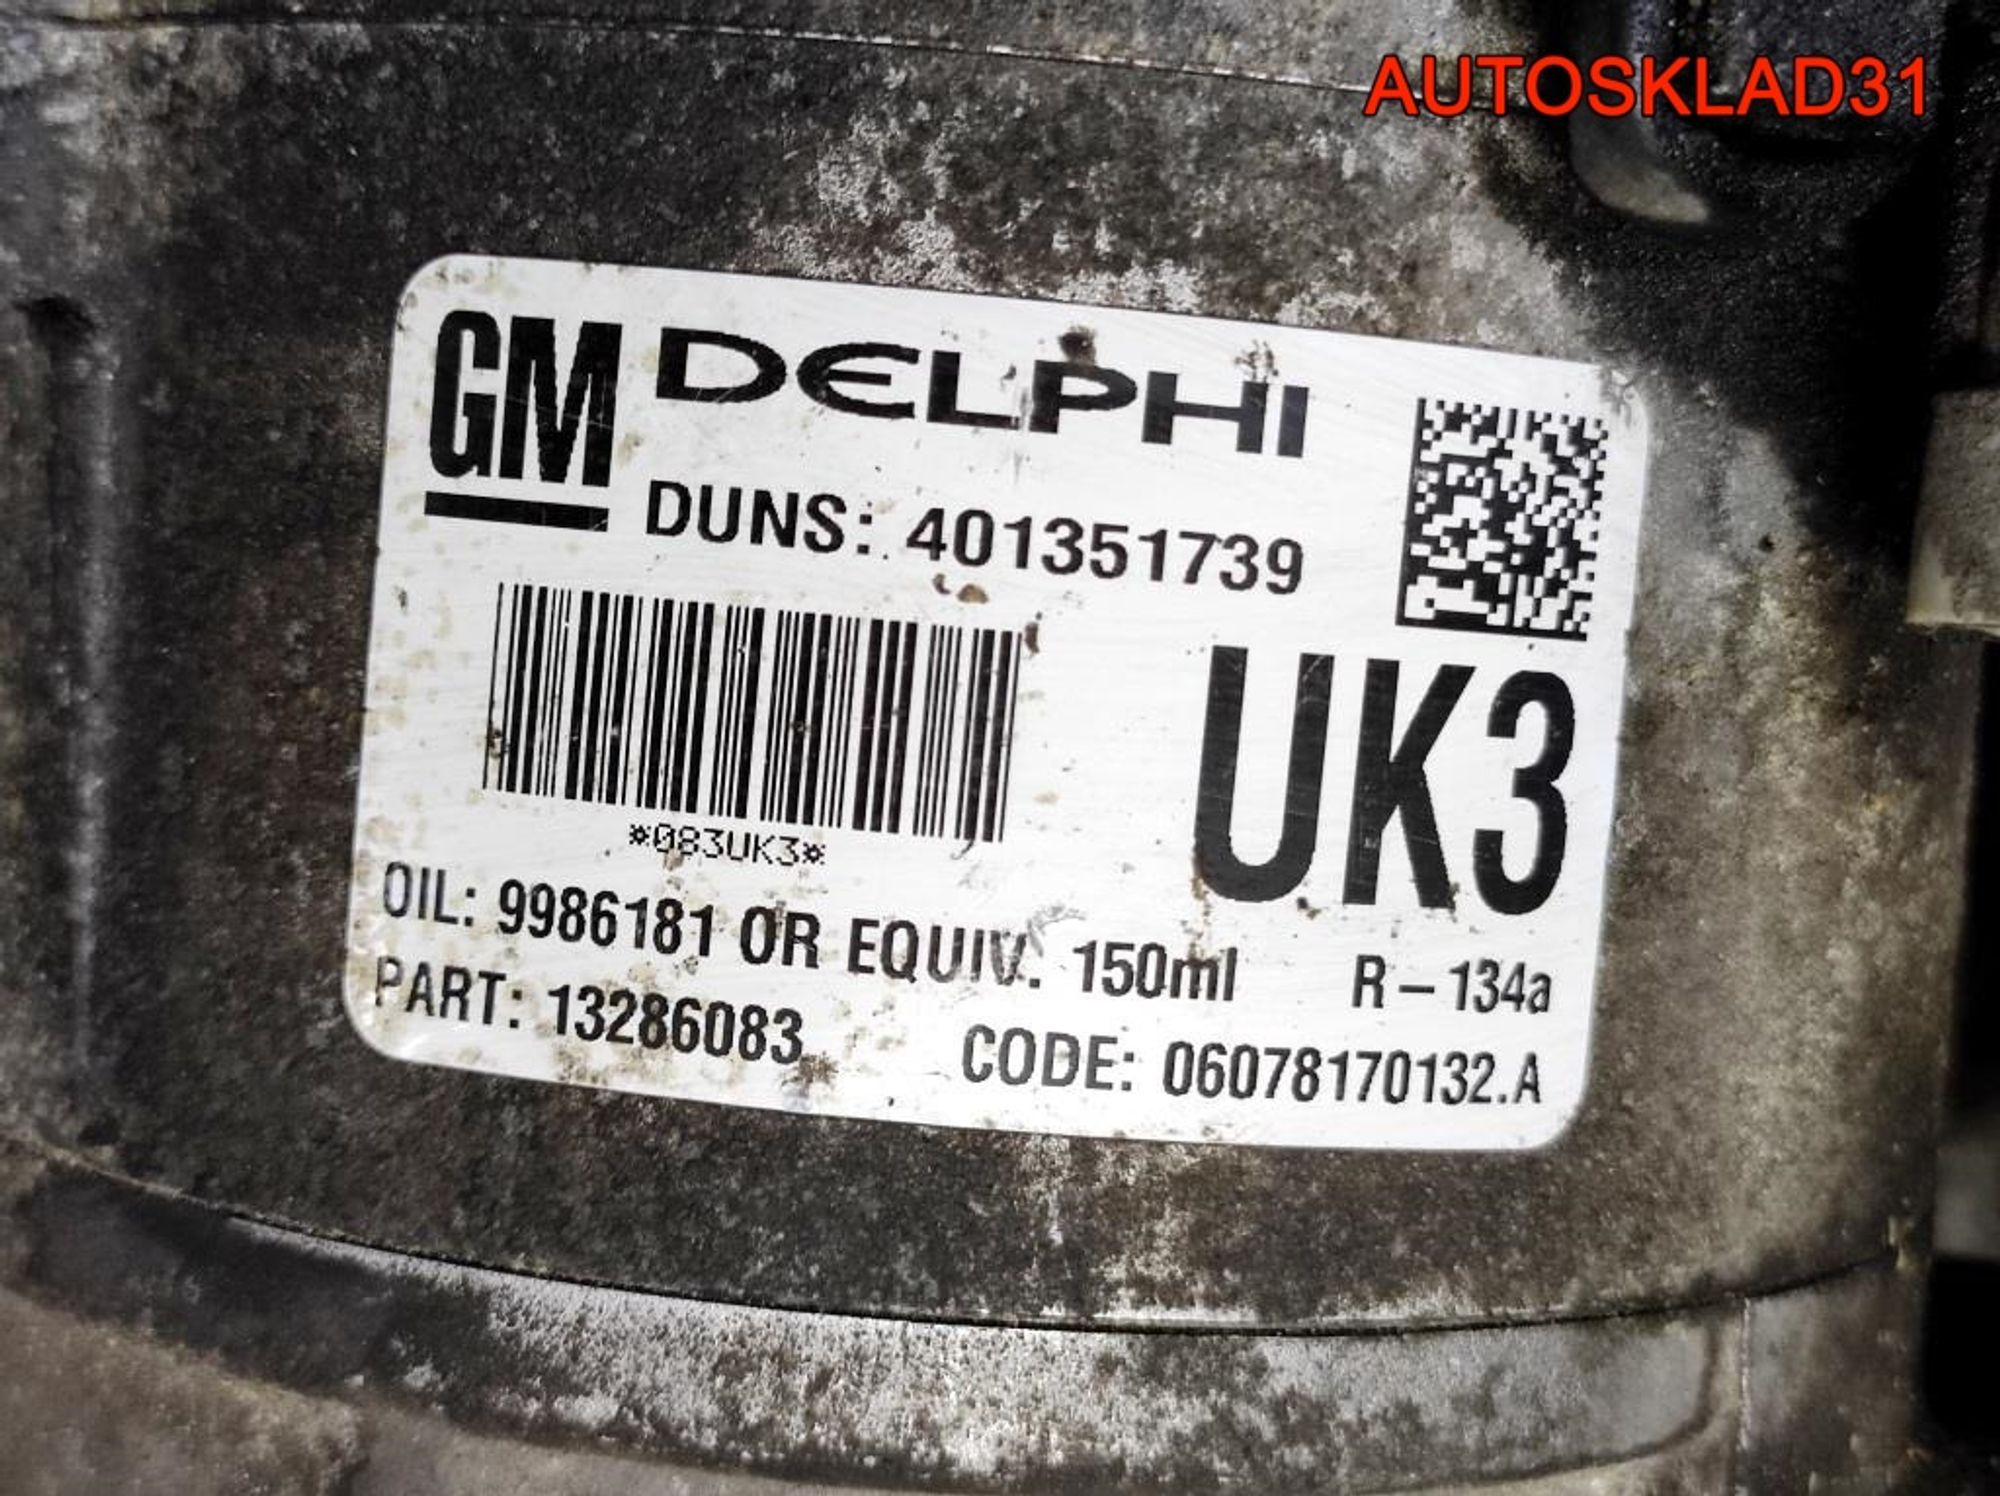 AUTOSKLAD31
GM DELPHI
DUNS: 401351739
*083UK3*
UK3
OIL: 9986181 OR EQUIV. 150ml R-134a
PART: 13286083 CODE: 06078170132.A